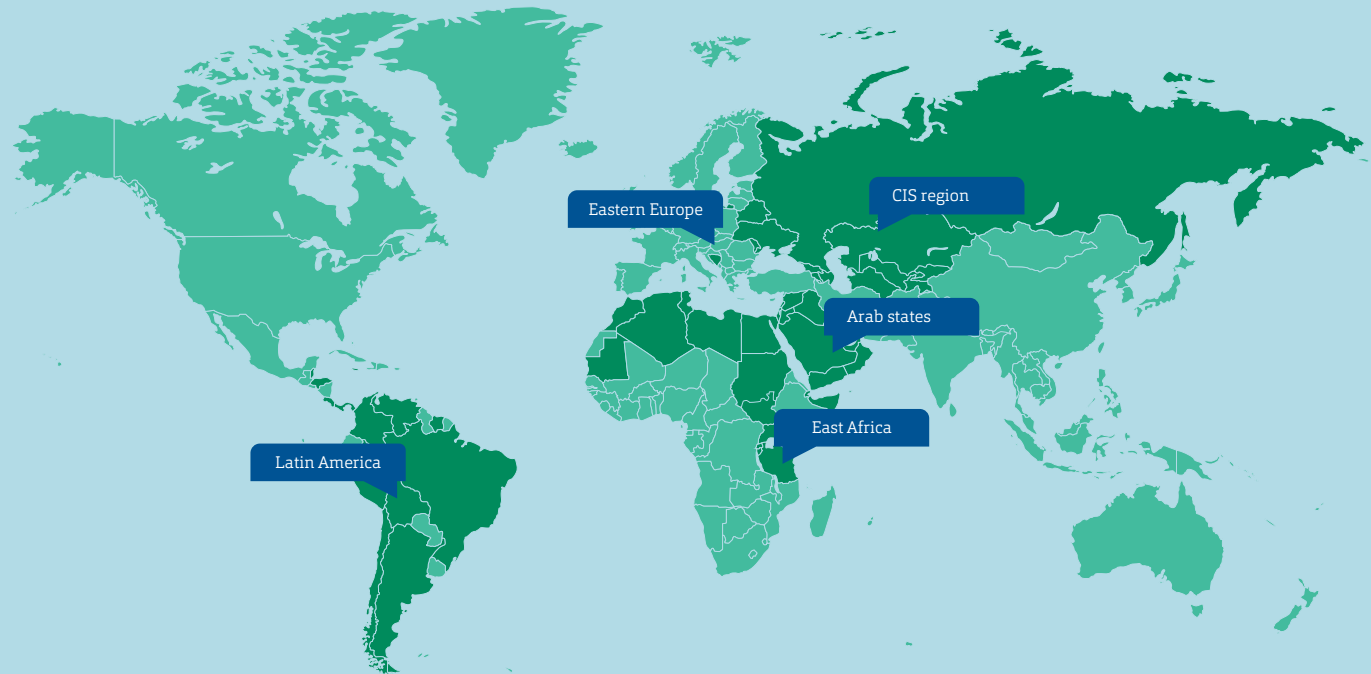 CIS region
Eastern Europe
Arab states
East Africa
Latin America